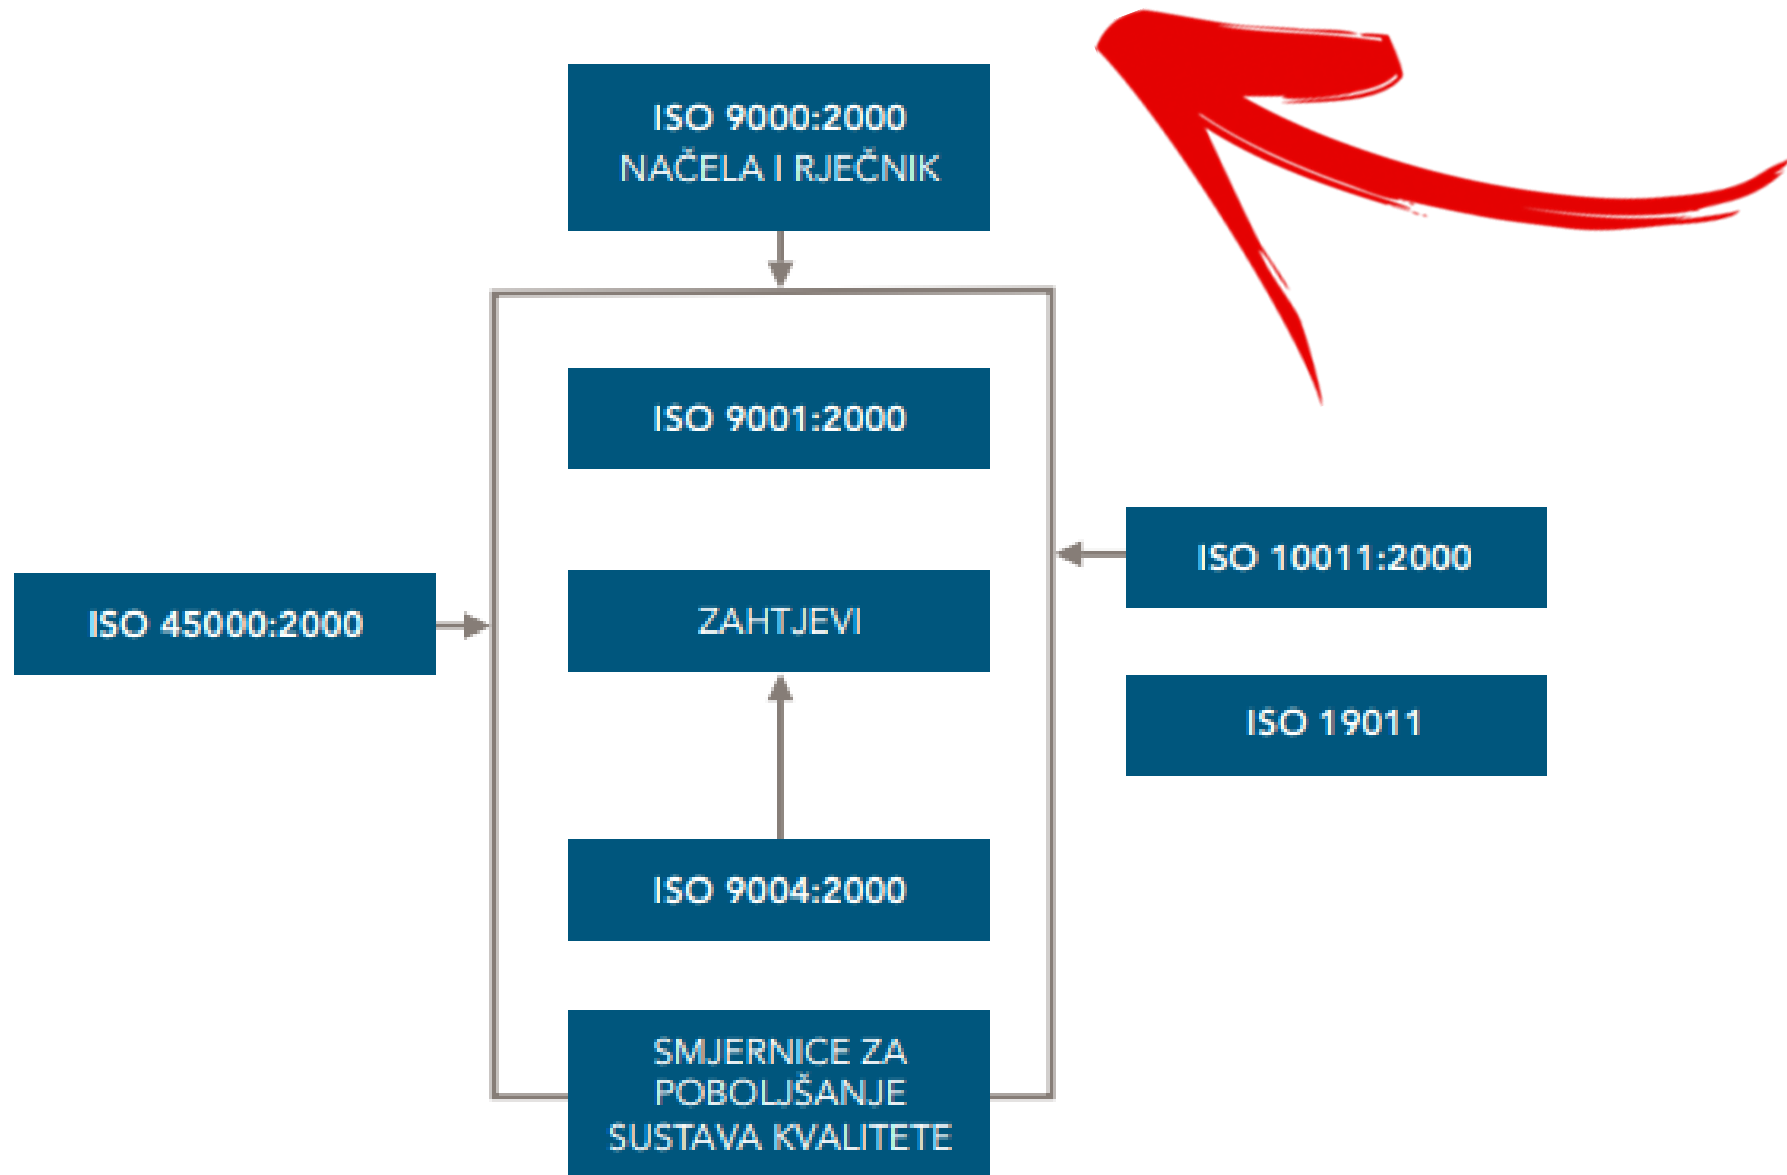 ISO 9000:2000
NAČELA I RJEČNIK
ISO 9001:2000
ISO 10011:2000
ISO 45000:2000
ZAHTJEVI
ISO 19011
ISO 9004:2000
SMJERNICE ZA
POBOLJŠANJE
SUSTAVA KVALITETE